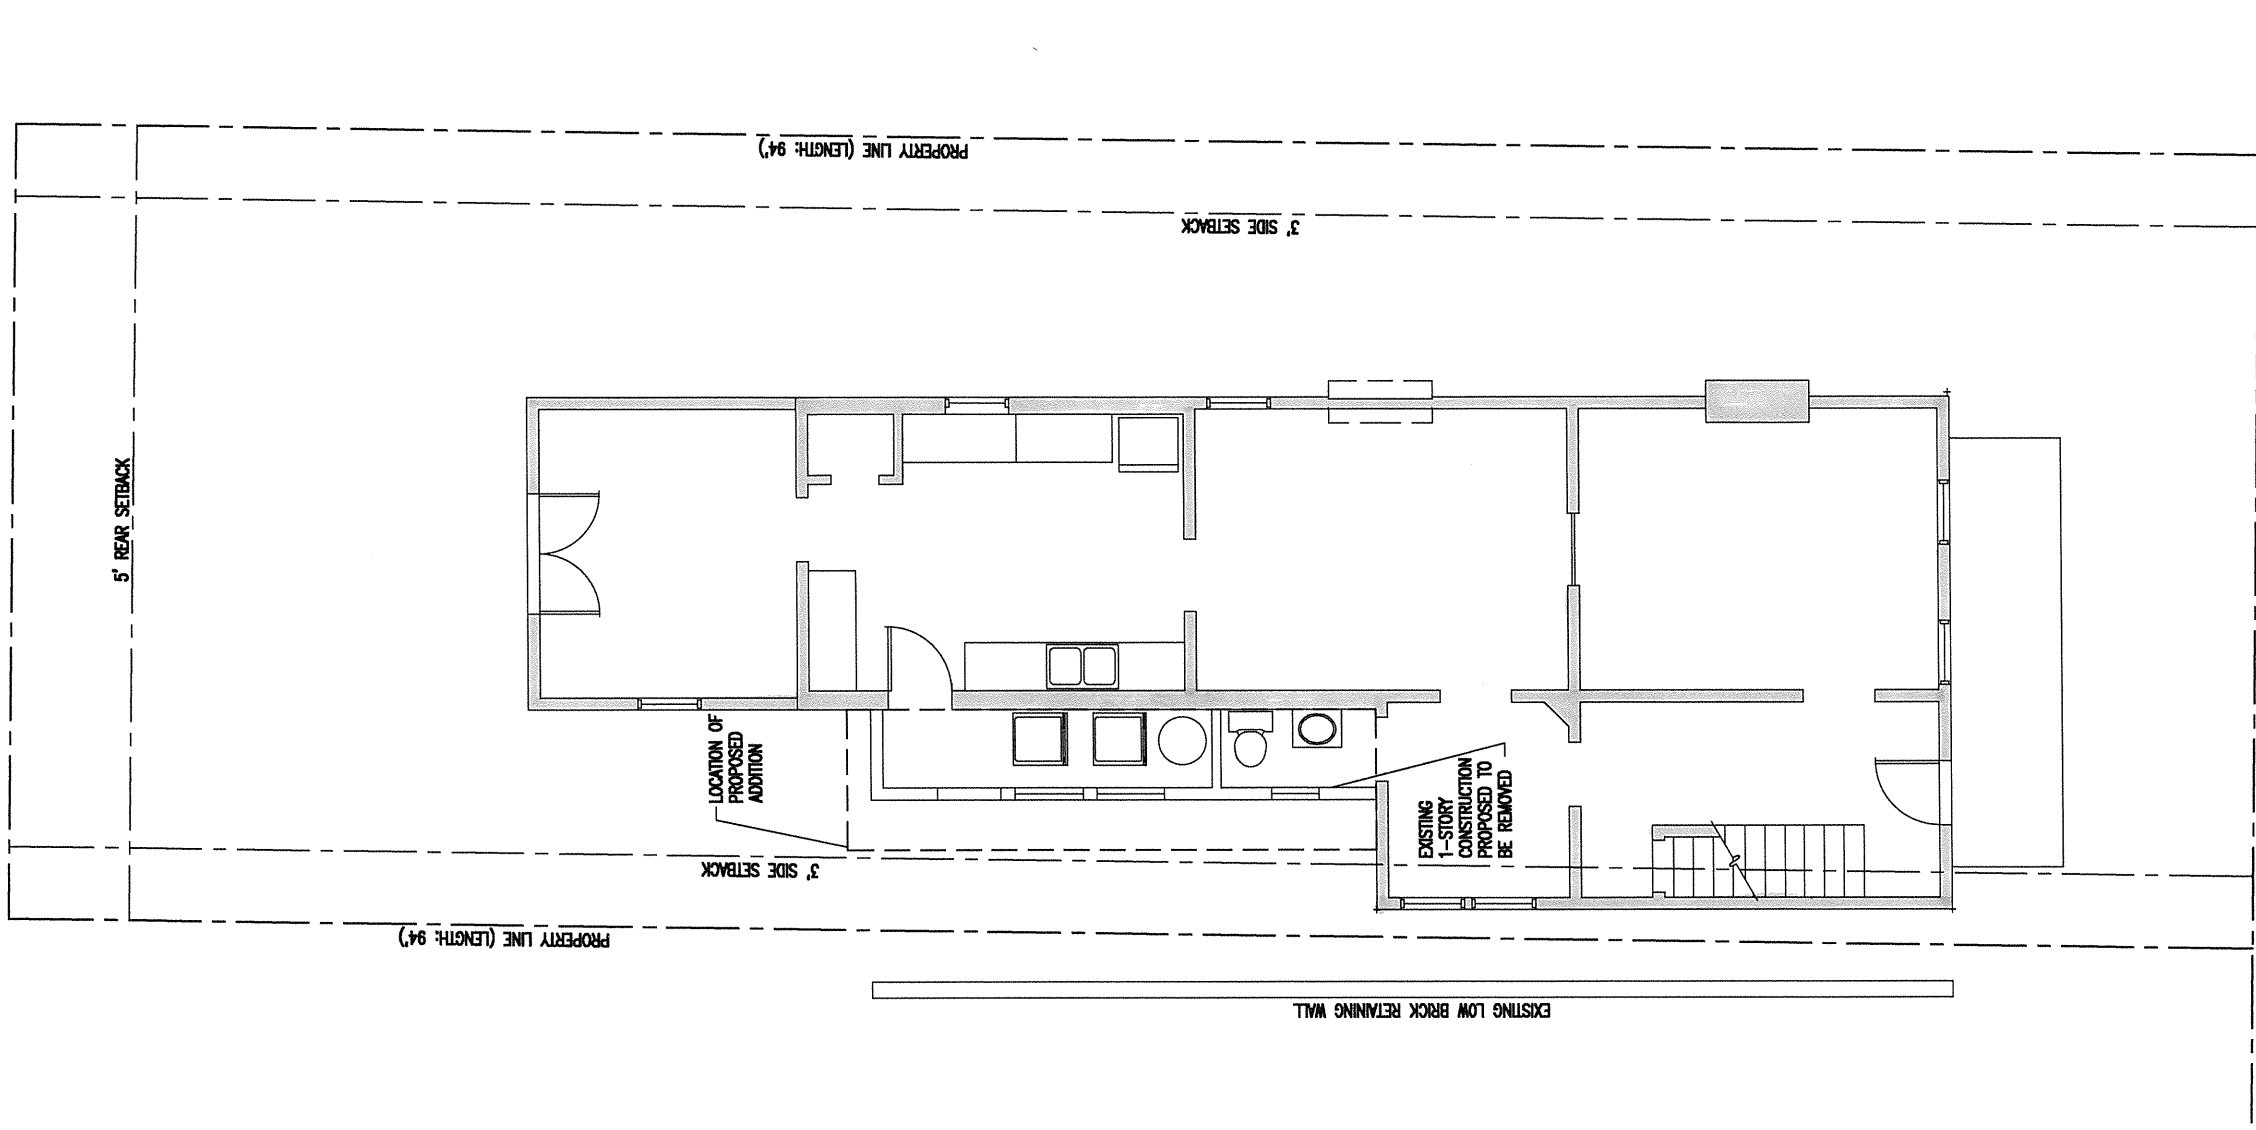 PROPERTY LINE (LENGTH: 94')
3' SIDE SETBACK
5' REAR SETBACK
LOCATION OF
PROPOSED
ADDITION
EXISTING
1-STORY
CONSTRUCTION
PROPOSED TO
BE REMOVED
3' SIDE SETBACK
PROPERTY LINE (LENGTH: 94')
EXISTING LOW BRICK RETAINING WALL